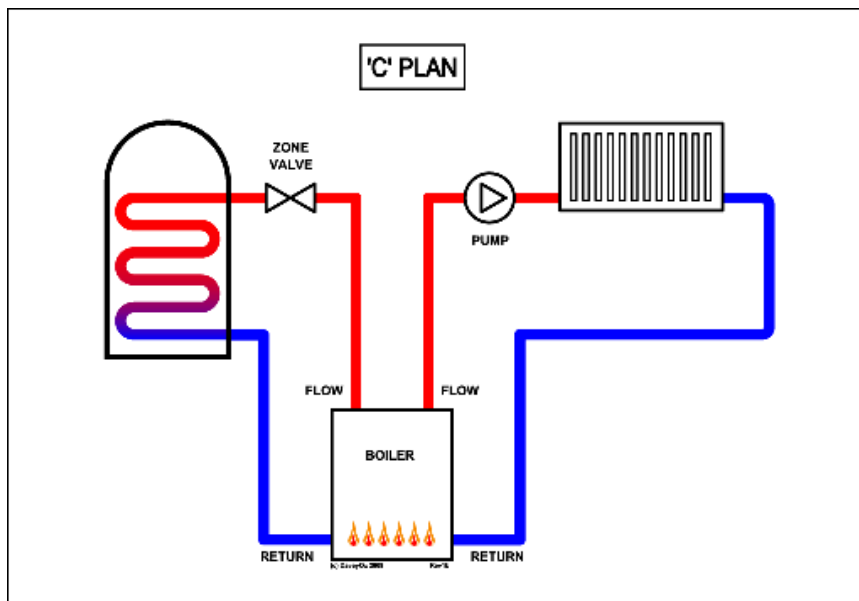 'C' PLAN
ZONE
VALVE
PUMP
FLOW
FLOW
BOILER
RETURN
RETURN